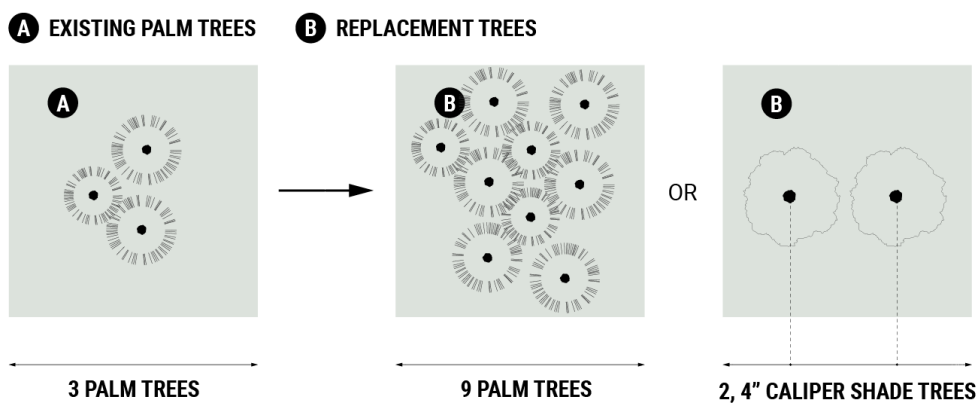 A EXISTING PALM TREES
B REPLACEMENT TREES
A
B
OR
B
3 PALM TREES
9 PALM TREES
2, 4” CALIPER SHADE TREES